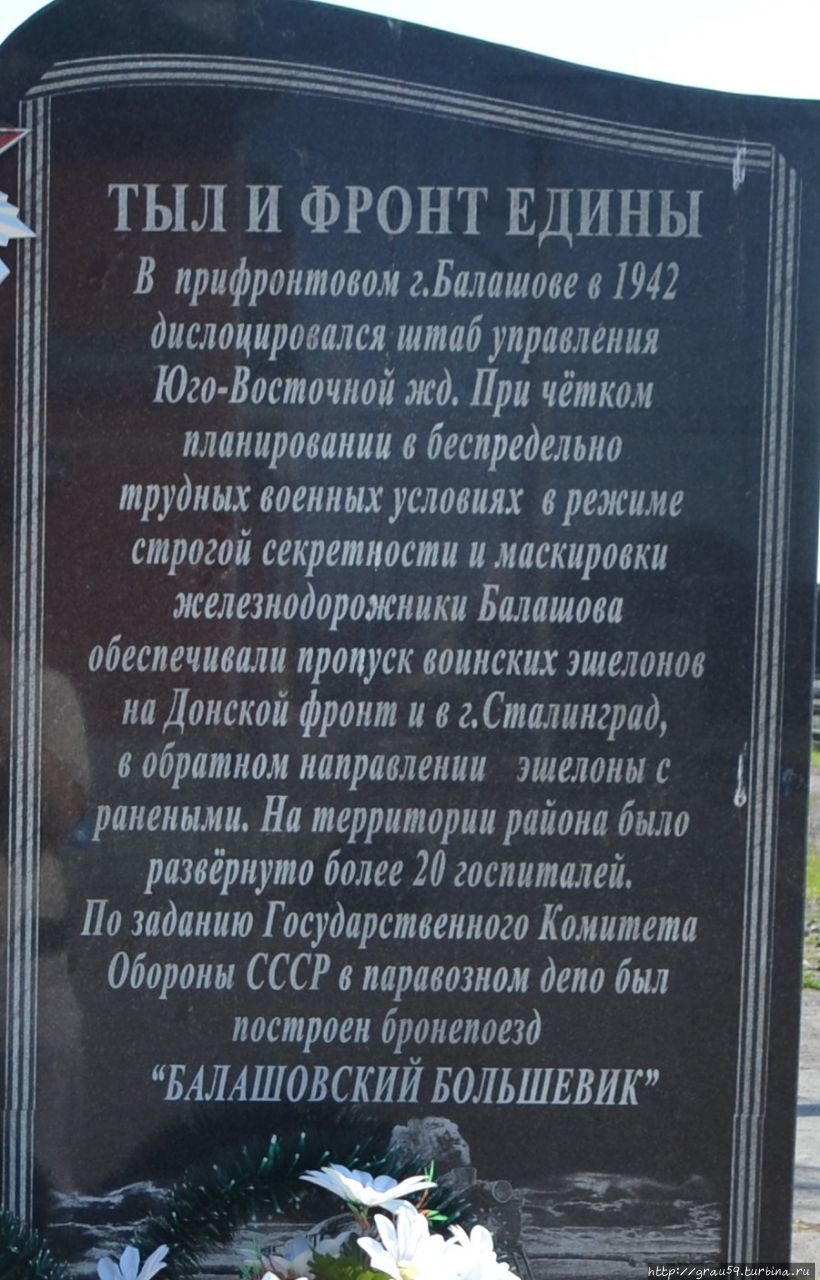 ТЫЛ И ФРОНТ ЕДИНЫ
В прифронтовом г.Балашове в 1942
дислоцировался штаб управления
Юго-Восточной жд. При чётком
планировании в беспредельно
трудных военных условиях в режиме
строгой секретности и маскировки
железнодорожники Балашова
обеспечивали пропуск воинских эшелонов
на Донской фронт и в г.Сталинград,
в обратном направлении эшелоны с
ранеными. На территории района было
развёрнуто более 20 госпиталей.
По заданию Государственного Комитета
Обороны СССР в паравозном депо был
построен бронепоезд
“БАЛАШОВСКИЙ БОЛЬШЕВИК”
http://grau59.turbina.ru